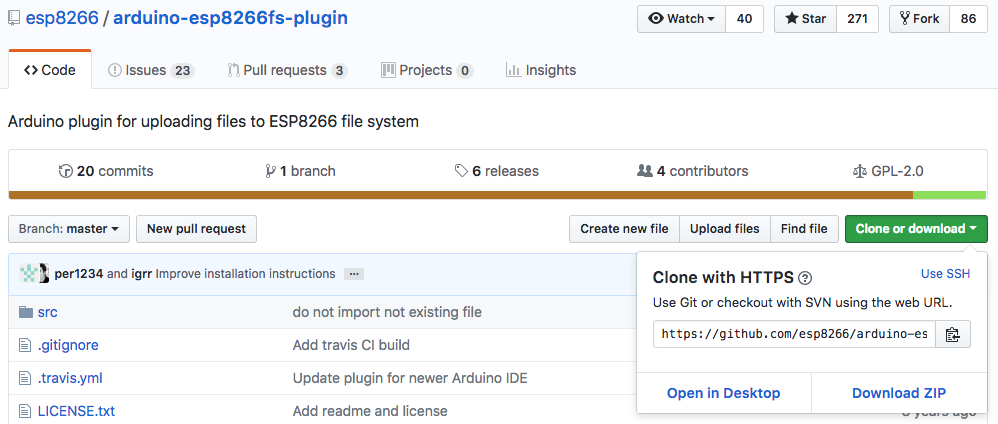 esp8266 / arduino-esp8266fs-plugin Watch 40 Star 271 Fork 86
Code Issues 23 Pull requests 3 Projects 0 Insights
Arduino plugin for uploading files to ESP8266 file system
20 commits 1 branch 6 releases 4 contributors GPL-2.0
Branch: master New pull request Create new file Upload files Find file Clone or download
per1234 and igrr Improve installation instructions ...
src do not import not existing file
.gitignore Add travis CI build
.travis.yml Update plugin for newer Arduino IDE
LICENSE.txt Add readme and license
Clone with HTTPS ? Use SSH
Use Git or checkout with SVN using the web URL.
https://github.com/esp8266/arduino-es
Open in Desktop Download ZIP
years ago